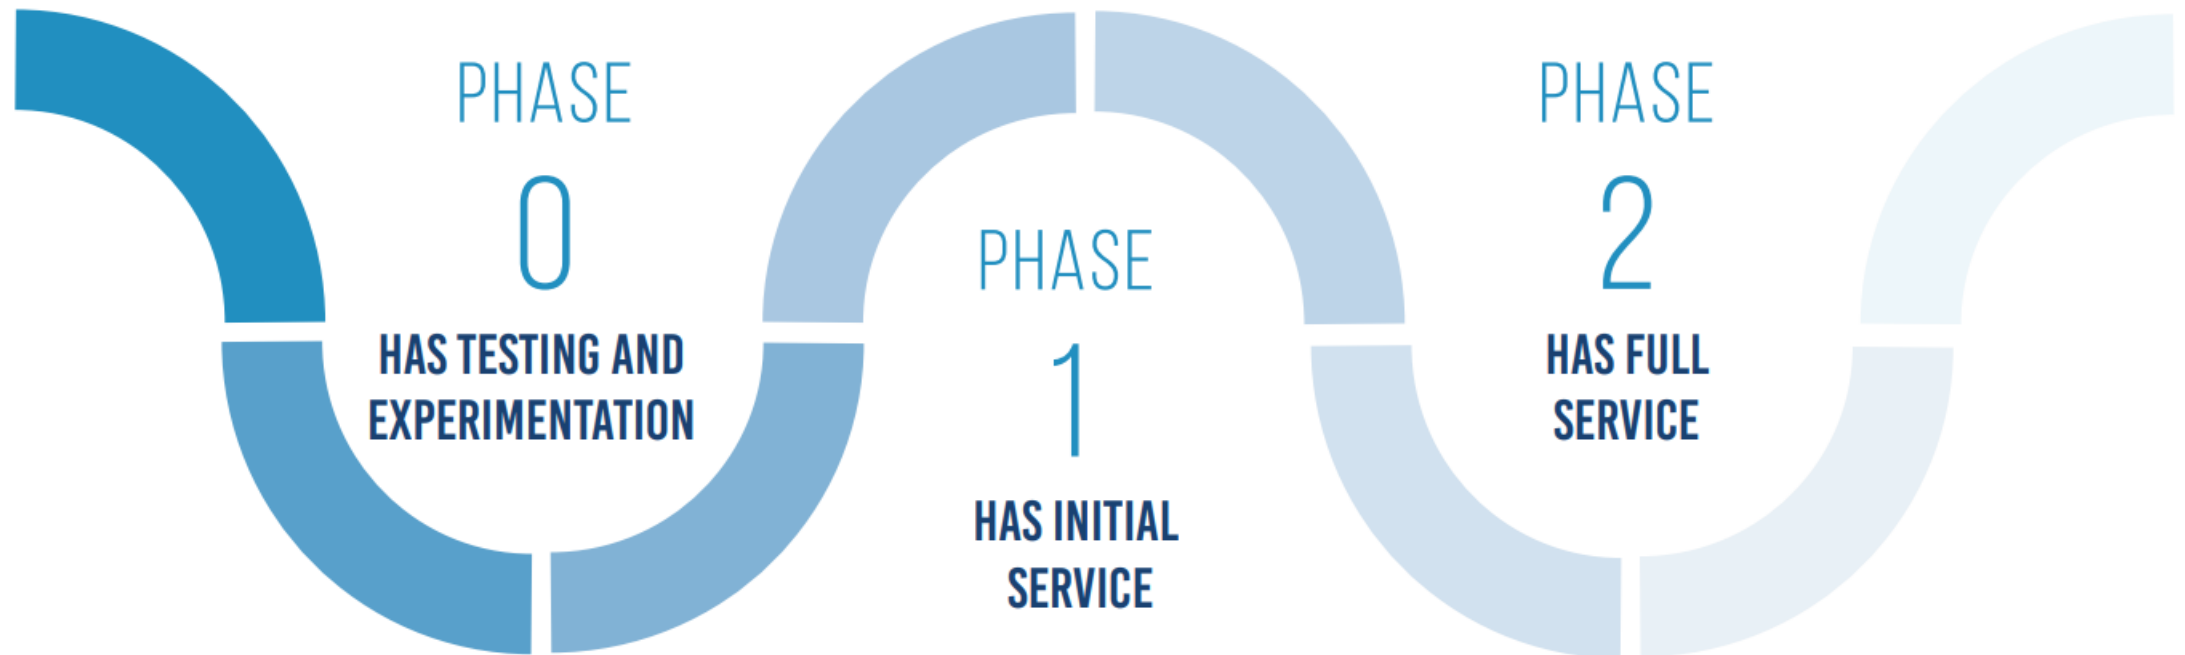 PHASE
0
HAS TESTING AND
EXPERIMENTATION
PHASE
1
HAS INITIAL
SERVICE
PHASE
2
HAS FULL
SERVICE